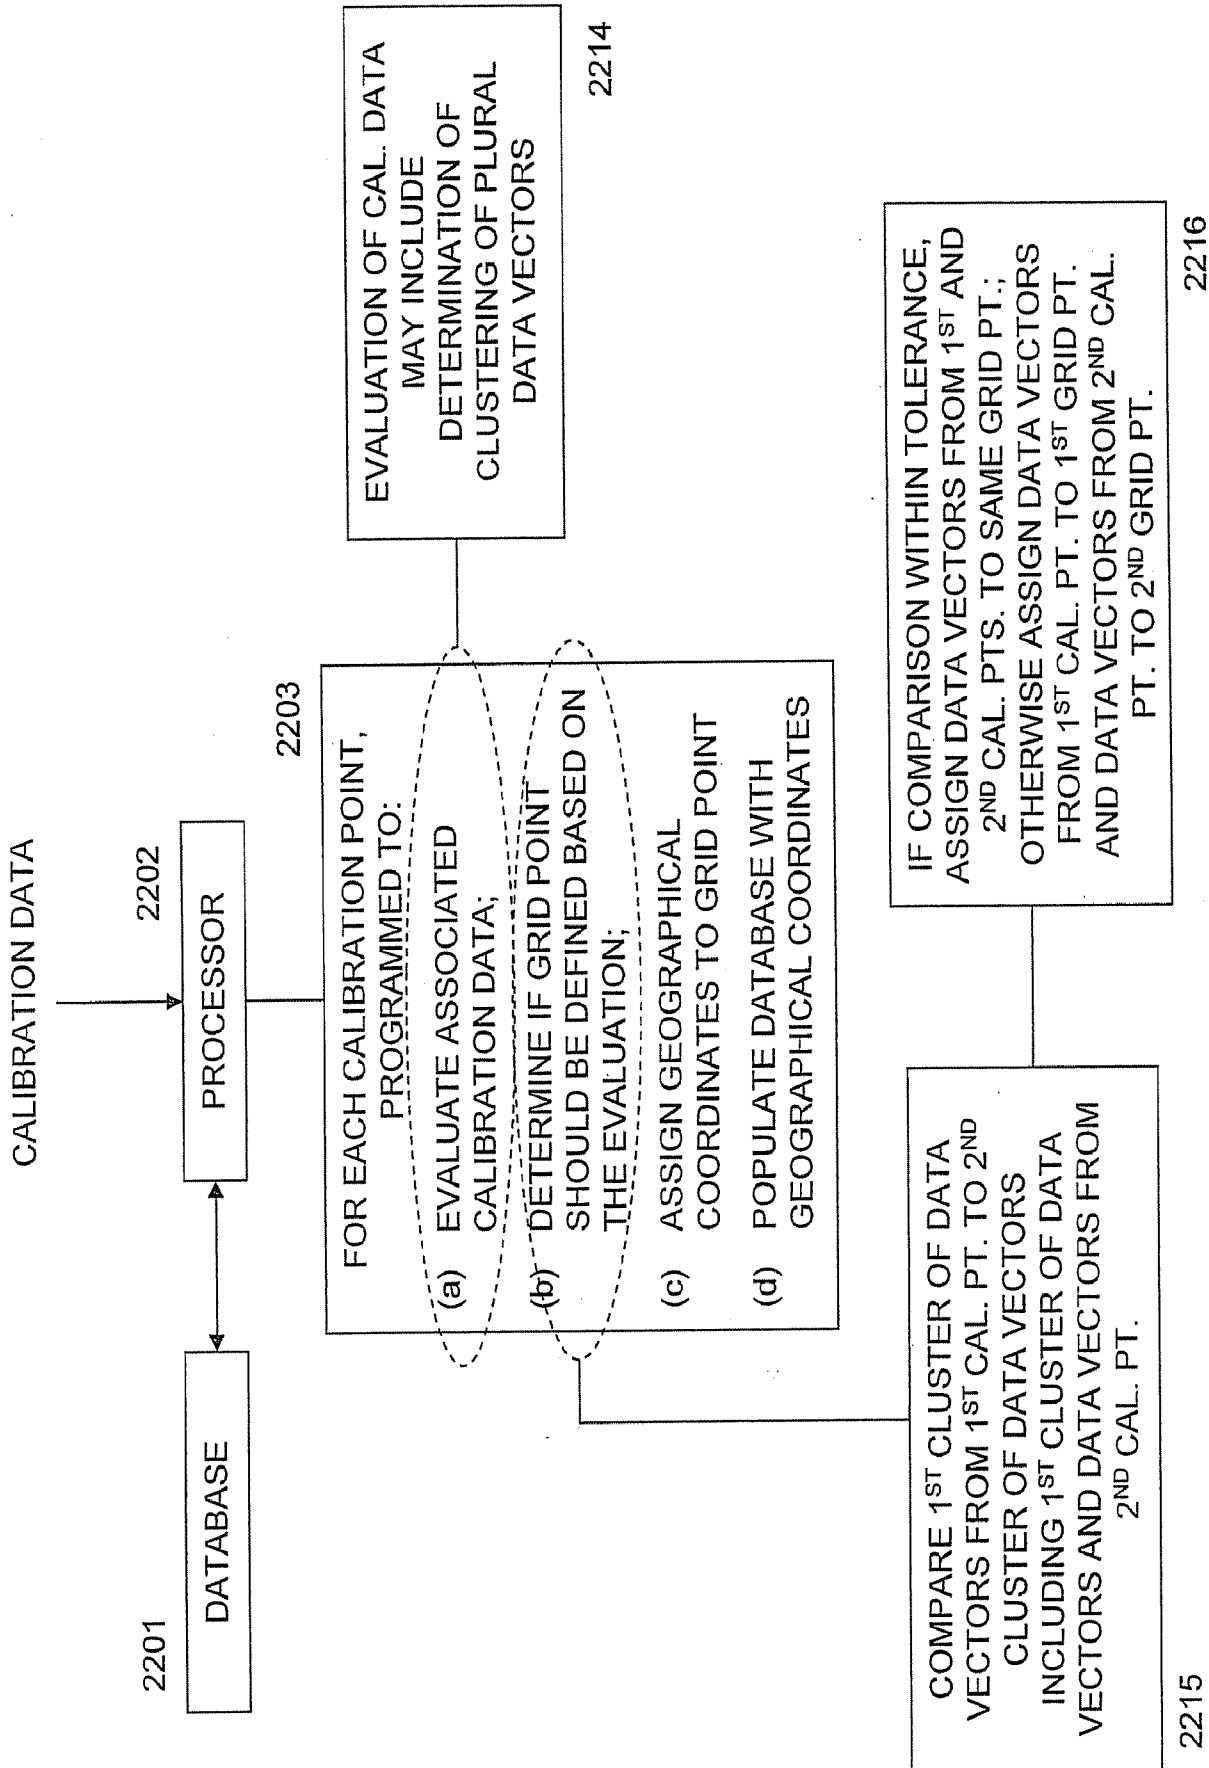 CALIBRATION DATA
2201
DATABASE
2202
PROCESSOR
2203
FOR EACH CALIBRATION POINT,
PROGRAMMED TO:
(a) EVALUATE ASSOCIATED
CALIBRATION DATA;
(b) DETERMINE IF GRID POINT
SHOULD BE DEFINED BASED ON
THE EVALUATION;
(c) ASSIGN GEOGRAPHICAL
COORDINATES TO GRID POINT
(d) POPULATE DATABASE WITH
GEOGRAPHICAL COORDINATES
EVALUATION OF CAL. DATA
MAY INCLUDE
DETERMINATION OF
CLUSTERING OF PLURAL
DATA VECTORS
2214
COMPARE 1ST CLUSTER OF DATA
VECTORS FROM 1ST CAL. PT. TO 2ND
CLUSTER OF DATA VECTORS
INCLUDING 1ST CLUSTER OF DATA
VECTORS AND DATA VECTORS FROM
2ND CAL. PT.
2215
IF COMPARISON WITHIN TOLERANCE,
ASSIGN DATA VECTORS FROM 1ST AND
2ND CAL. PTS. TO SAME GRID PT.;
OTHERWISE ASSIGN DATA VECTORS
FROM 1ST CAL. PT. TO 1ST GRID PT.
AND DATA VECTORS FROM 2ND CAL.
PT. TO 2ND GRID PT.
2216